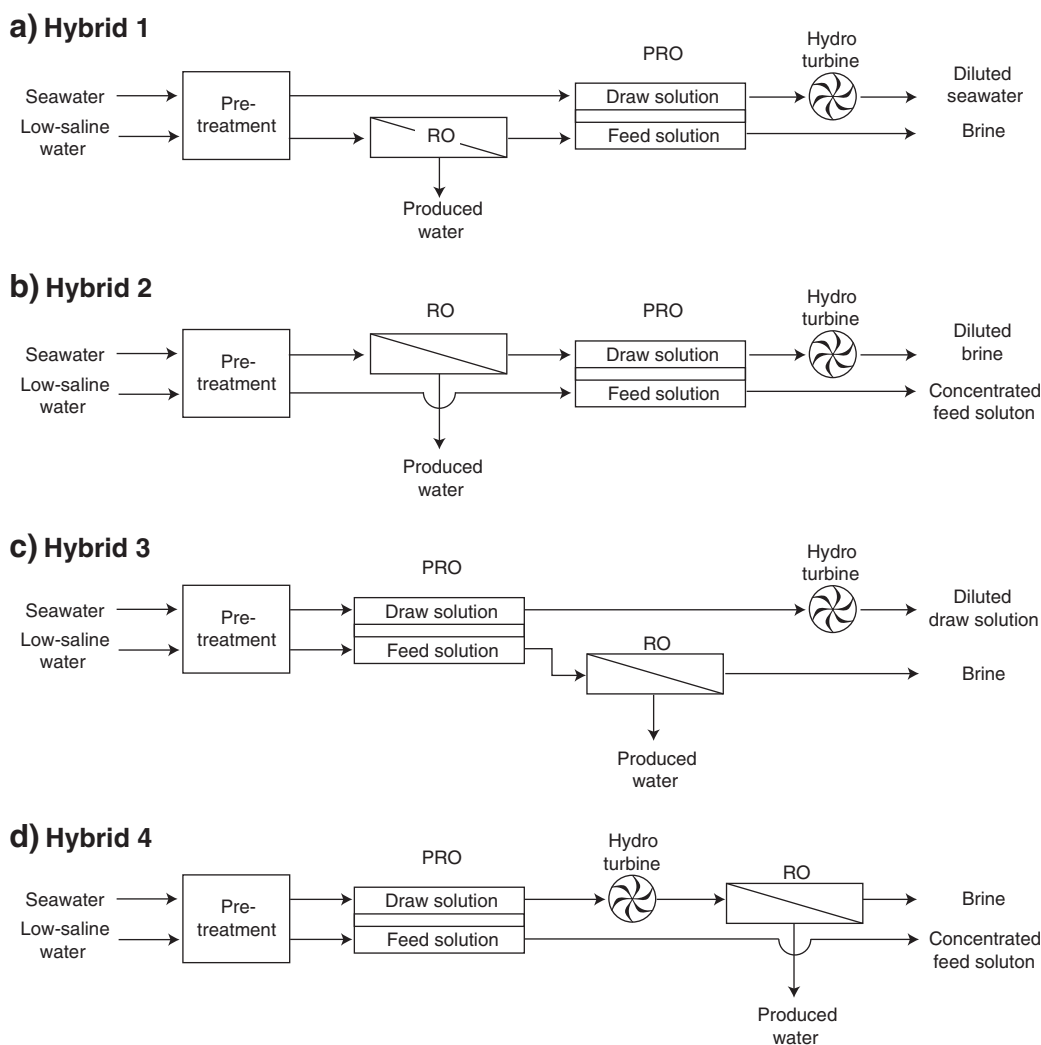 a) Hybrid 1
PRO
Hydro
turbine
Seawater
Low-saline
water
Pre-
treatment
RO
Produced
water
Draw solution
Feed solution
Diluted
seawater
Brine
b) Hybrid 2
RO
PRO
Hydro
turbine
Seawater
Low-saline
water
Pre-
treatment
Produced
water
Draw solution
Feed solution
Diluted
brine
Concentrated
feed soluton
c) Hybrid 3
PRO
Hydro
turbine
Seawater
Low-saline
water
Pre-
treatment
Draw solution
Feed solution
RO
Produced
water
Diluted
draw solution
Brine
d) Hybrid 4
PRO
Hydro
turbine
RO
Seawater
Low-saline
water
Pre-
treatment
Draw solution
Feed solution
Produced
water
Brine
Concentrated
feed soluton